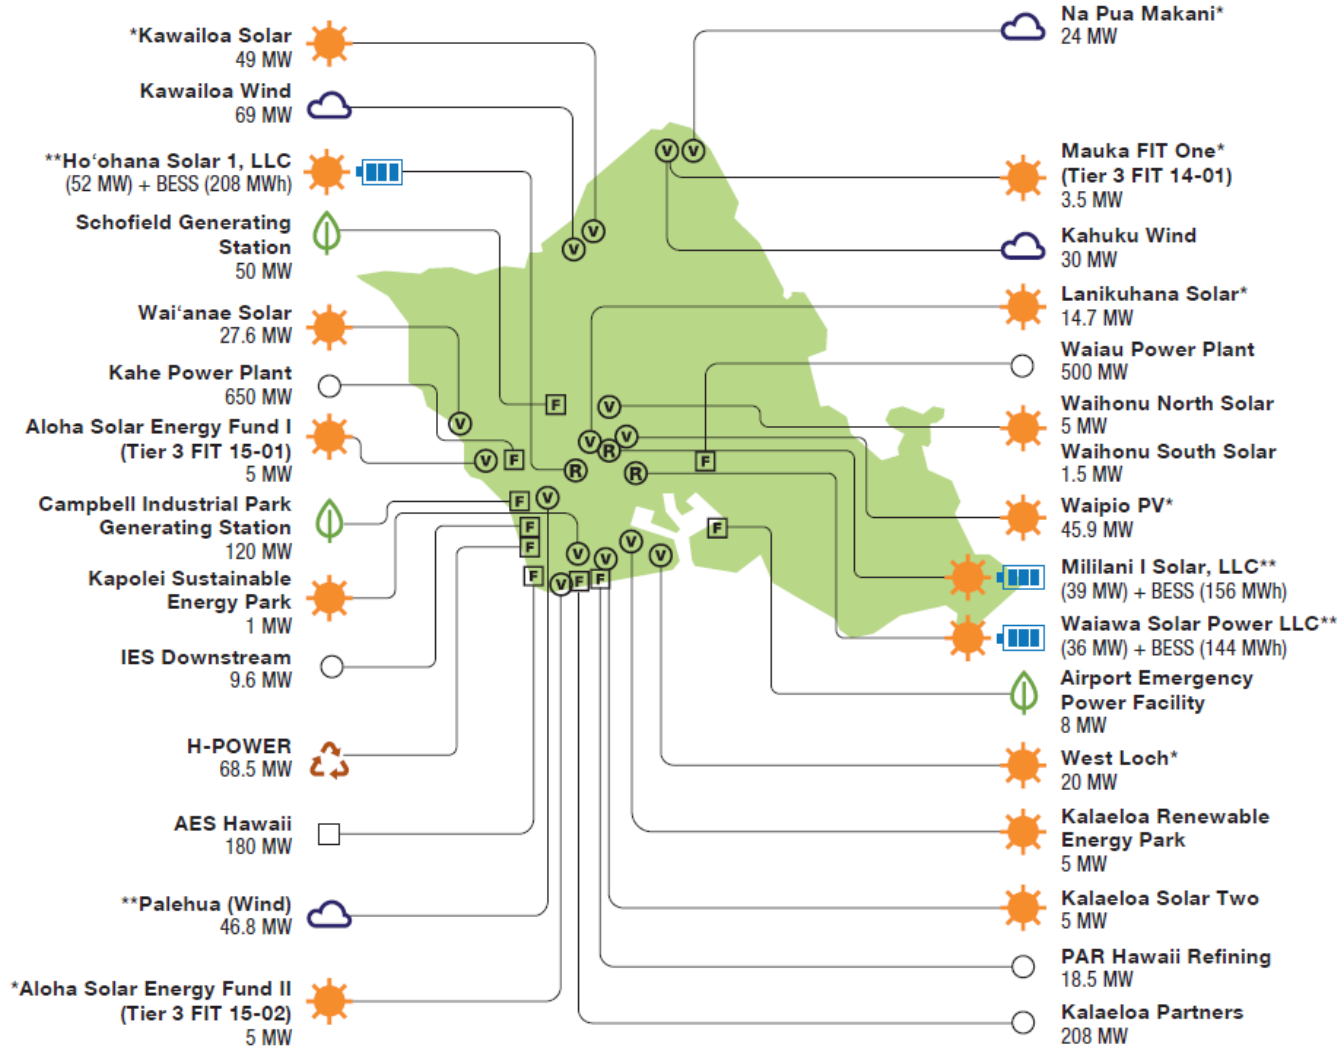 *Kawailoa Solar
49 MW
Kawailoa Wind
69 MW
**Ho‘ohana Solar 1, LLC
(52 MW) + BESS (208 MWh)
Schofield Generating
Station
50 MW
Wai‘anae Solar
27.6 MW
Kahe Power Plant
650 MW
Aloha Solar Energy Fund I
(Tier 3 FIT 15-01)
5 MW
Campbell Industrial Park
Generating Station
120 MW
Kapolei Sustainable
Energy Park
1 MW
IES Downstream
9.6 MW
H-POWER
68.5 MW
AES Hawaii
180 MW
**Palehua (Wind)
46.8 MW
*Aloha Solar Energy Fund II
(Tier 3 FIT 15-02)
5 MW
V V
V
V
F
V
V
V V
R
V F
R
R
F
F V
F
F
F
V
V
V
V
F
V F F
Na Pua Makani*
24 MW
Mauka FIT One*
(Tier 3 FIT 14-01)
3.5 MW
Kahuku Wind
30 MW
Lanikuhana Solar*
14.7 MW
Waiau Power Plant
500 MW
Waihonu North Solar
5 MW
Waihonu South Solar
1.5 MW
Waipio PV*
45.9 MW
Mililani I Solar, LLC**
(39 MW) + BESS (156 MWh)
Waiawa Solar Power LLC**
(36 MW) + BESS (144 MWh)
Airport Emergency
Power Facility
8 MW
West Loch*
20 MW
Kalaeloa Renewable
Energy Park
5 MW
Kalaeloa Solar Two
5 MW
PAR Hawaii Refining
18.5 MW
Kalaeloa Partners
208 MW